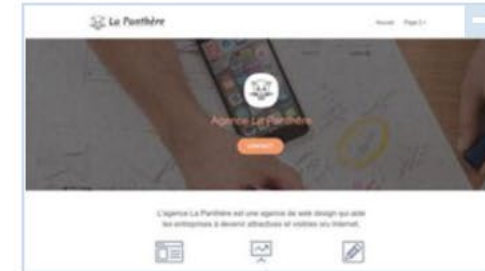 La Panthère
Accueil Page 2
Agence La Panthère
CONTACT
L'agence La Panthère est une agence de web design qui aide
les entreprises à devenir attractives et visibles sru Internet.